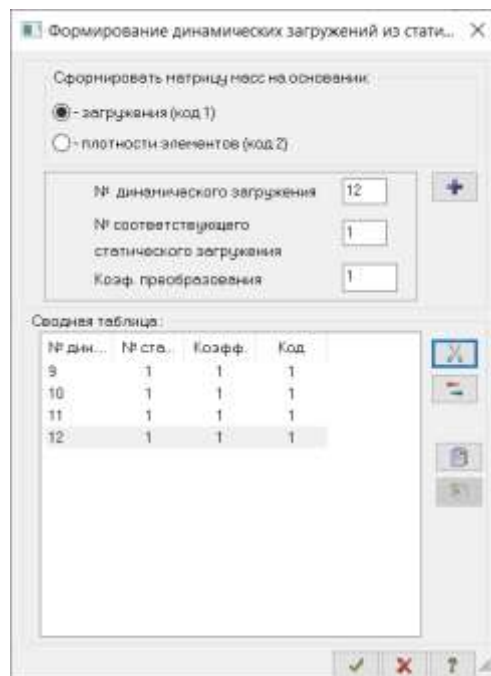 Формирование динамических загружений из стати...
Сформировать матрицу масс на основании:
- загружения (код 1)
- плотности элементов (код 2)
№ динамического загружения 12
№ соответствующего
статического загружения 1
Коэф. преобразования 1
Сводная таблица:
№ дин... № ста... Коэфф. Код
9 1 1 1
10 1 1 1
11 1 1 1
12 1 1 1